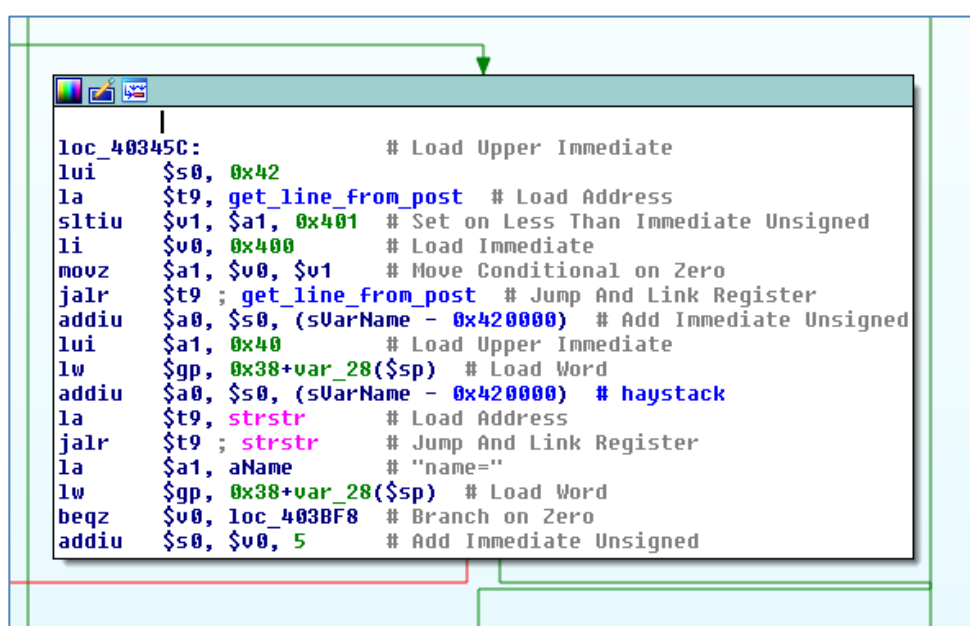 loc_40345C: # Load Upper Immediate
lui $s0, 0x42
la $t9, get_line_from_post # Load Address
sltiu $v1, $a1, 0x401 # Set on Less Than Immediate Unsigned
li $v0, 0x400 # Load Immediate
movz $a1, $v0, $v1 # Move Conditional on Zero
jalr $t9 ; get_line_from_post # Jump And Link Register
addiu $a0, $s0, (sVarName - 0x420000) # Add Immediate Unsigned
lui $a1, 0x40 # Load Upper Immediate
lw $gp, 0x38+var_28($sp) # Load Word
addiu $a0, $s0, (sVarName - 0x420000) # haystack
la $t9, strstr # Load Address
jalr $t9 ; strstr # Jump And Link Register
la $a1, aName # "name="
lw $gp, 0x38+var_28($sp) # Load Word
beqz $v0, loc_403BF8 # Branch on Zero
addiu $s0, $v0, 5 # Add Immediate Unsigned